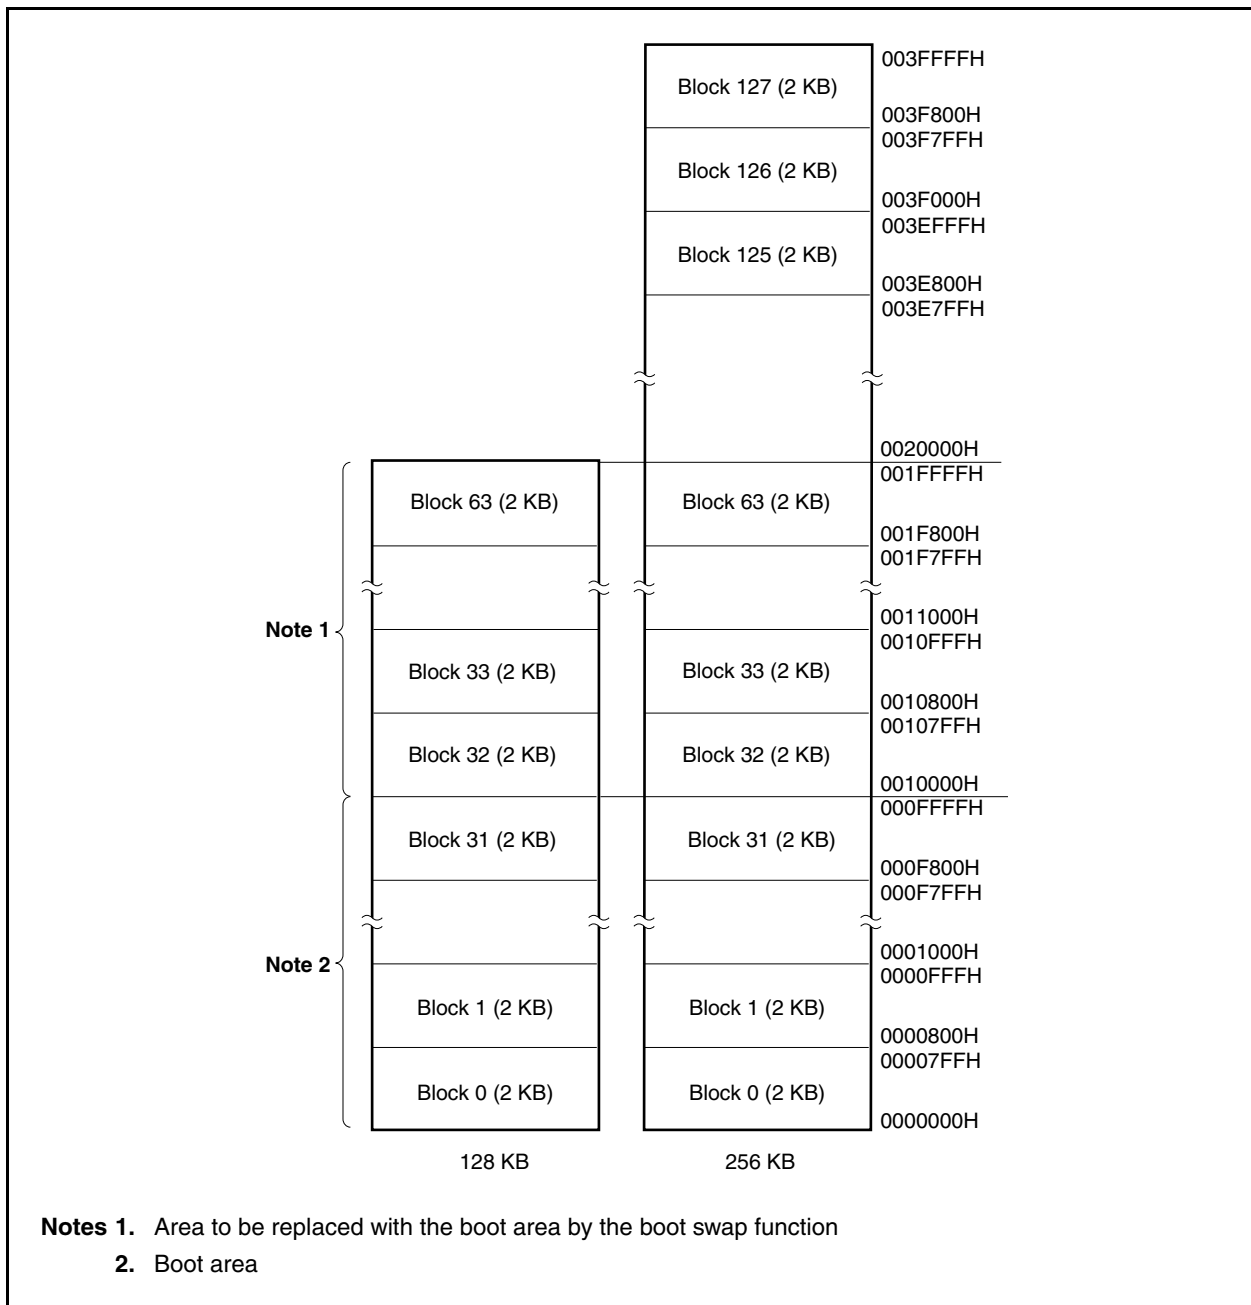 003FFFFH
Block 127 (2 KB)
003F800H
003F7FFH
Block 126 (2 KB)
003F000H
003EFFFH
Block 125 (2 KB)
003E800H
003E7FFH
0020000H
001FFFFH
Block 63 (2 KB) Block 63 (2 KB)
001F800H
001F7FFH
0011000H
Note 1
0010FFFH
Block 33 (2 KB) Block 33 (2 KB)
0010800H
00107FFH
Block 32 (2 KB) Block 32 (2 KB)
0010000H
000FFFFH
Block 31 (2 KB) Block 31 (2 KB)
000F800H
000F7FFH
0001000H
Note 2
0000FFFH
Block 1 (2 KB) Block 1 (2 KB)
0000800H
00007FFH
Block 0 (2 KB) Block 0 (2 KB)
0000000H
128 KB 256 KB
Notes 1. Area to be replaced with the boot area by the boot swap function
2. Boot area